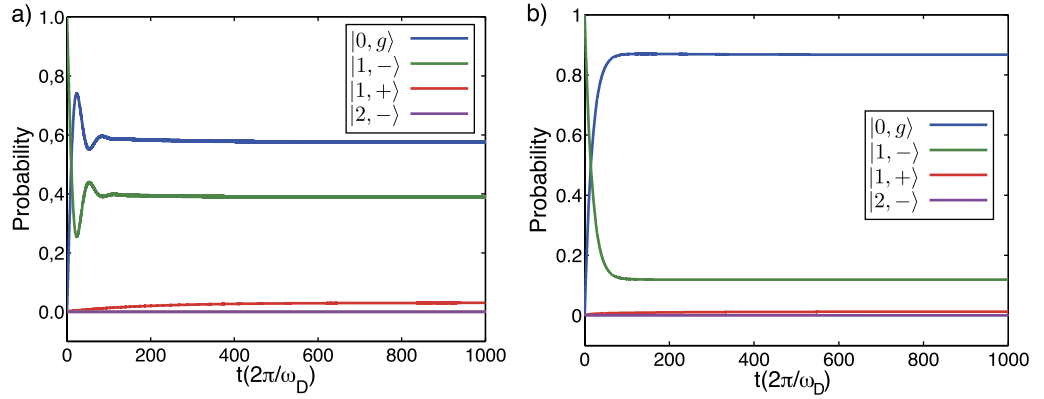 a)
1.0
0.8
0.6
0.4
0.2
0.0
Probability
|0, g⟩
|1, −⟩
|1, +⟩
|2, −⟩
0 200 400 600 800 1000
t(2π/ω_D)
b)
1
0.8
0.6
0.4
0.2
0
Probability
|0, g⟩
|1, −⟩
|1, +⟩
|2, −⟩
0 200 400 600 800 1000
t(2π/ω_D)